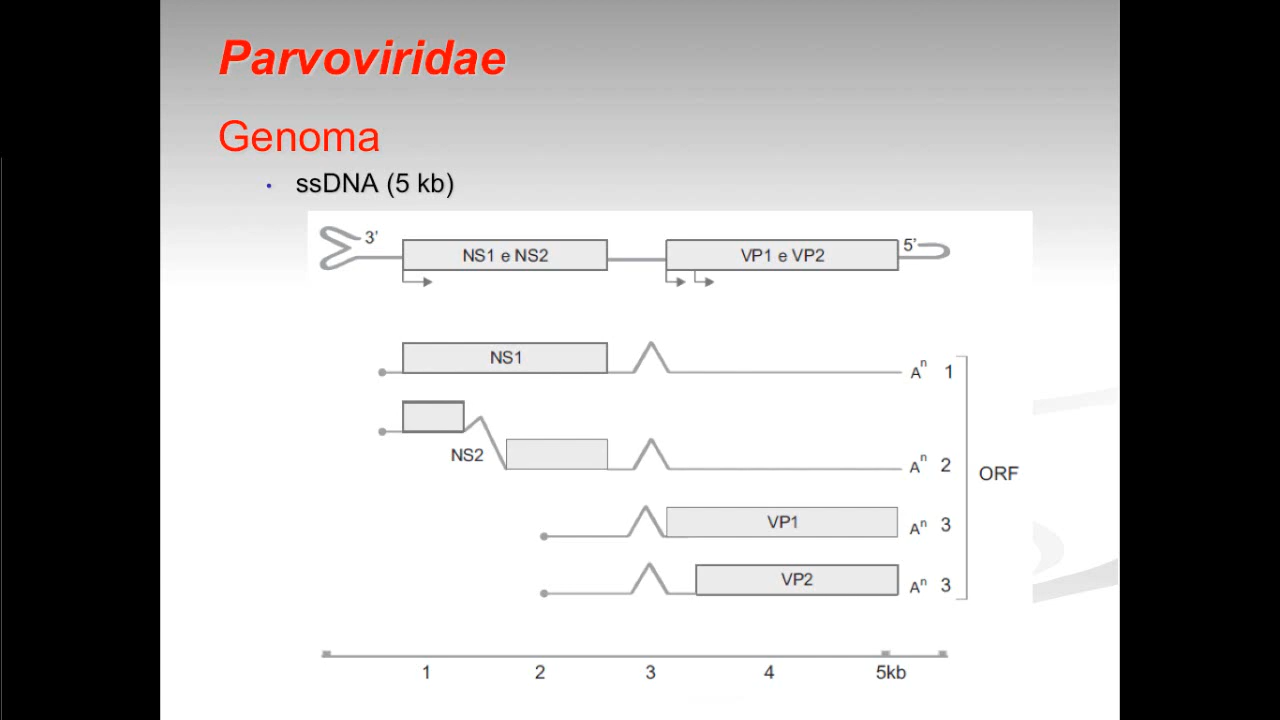 Parvoviridae
Genoma
• ssDNA (5 kb)
3’ NS1 e NS2 VP1 e VP2 5’
NS1 Aⁿ 1
NS2 Aⁿ 2
ORF
VP1 Aⁿ 3
VP2 Aⁿ 3
1 2 3 4 5kb